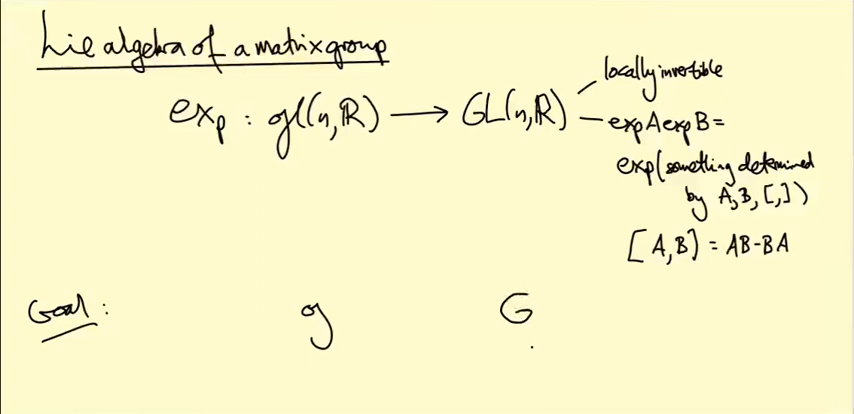 Lie algebra of a matrix group
exp : gl(n,ℝ) ⟶ GL(n,ℝ)
locally invertible
exp A exp B =
exp(something determined
by A, B, [,])
[A,B] = AB-BA
Goal: g G